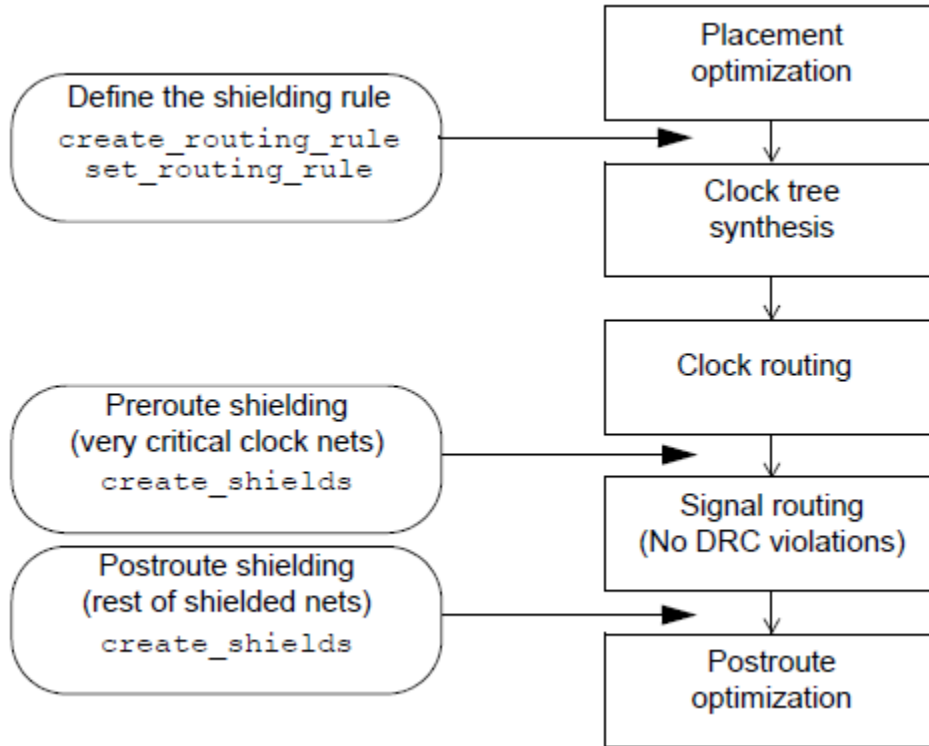 Placement
optimization
Define the shielding rule
create_routing_rule
set_routing_rule
Clock tree
synthesis
Clock routing
Preroute shielding
(very critical clock nets)
create_shields
Signal routing
(No DRC violations)
Postroute shielding
(rest of shielded nets)
create_shields
Postroute
optimization